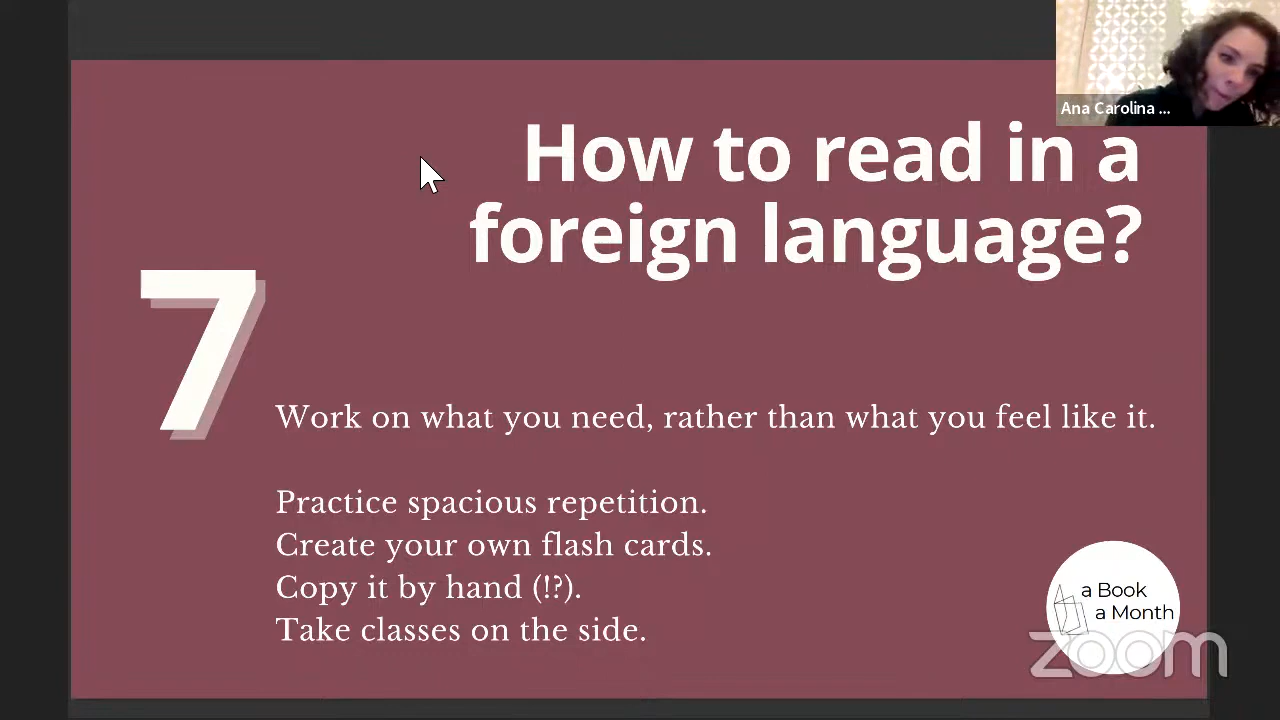 Ana Carolina ...
How to read in a
foreign language?
7
Work on what you need, rather than what you feel like it.
Practice spacious repetition.
Create your own flash cards.
Copy it by hand (!?).
Take classes on the side.
a Book
a Month
zoom